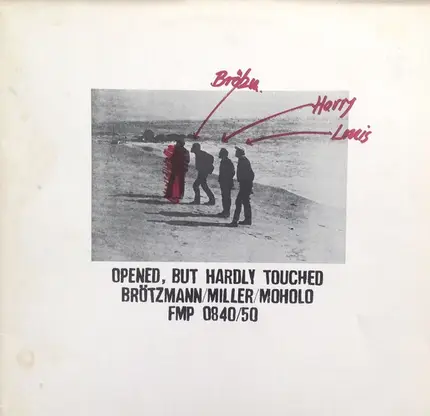 Brötzm.
Harry
Louis
OPENED, BUT HARDLY TOUCHED
BRÖTZMANN/MILLER/MOHOLO
FMP 0840/50